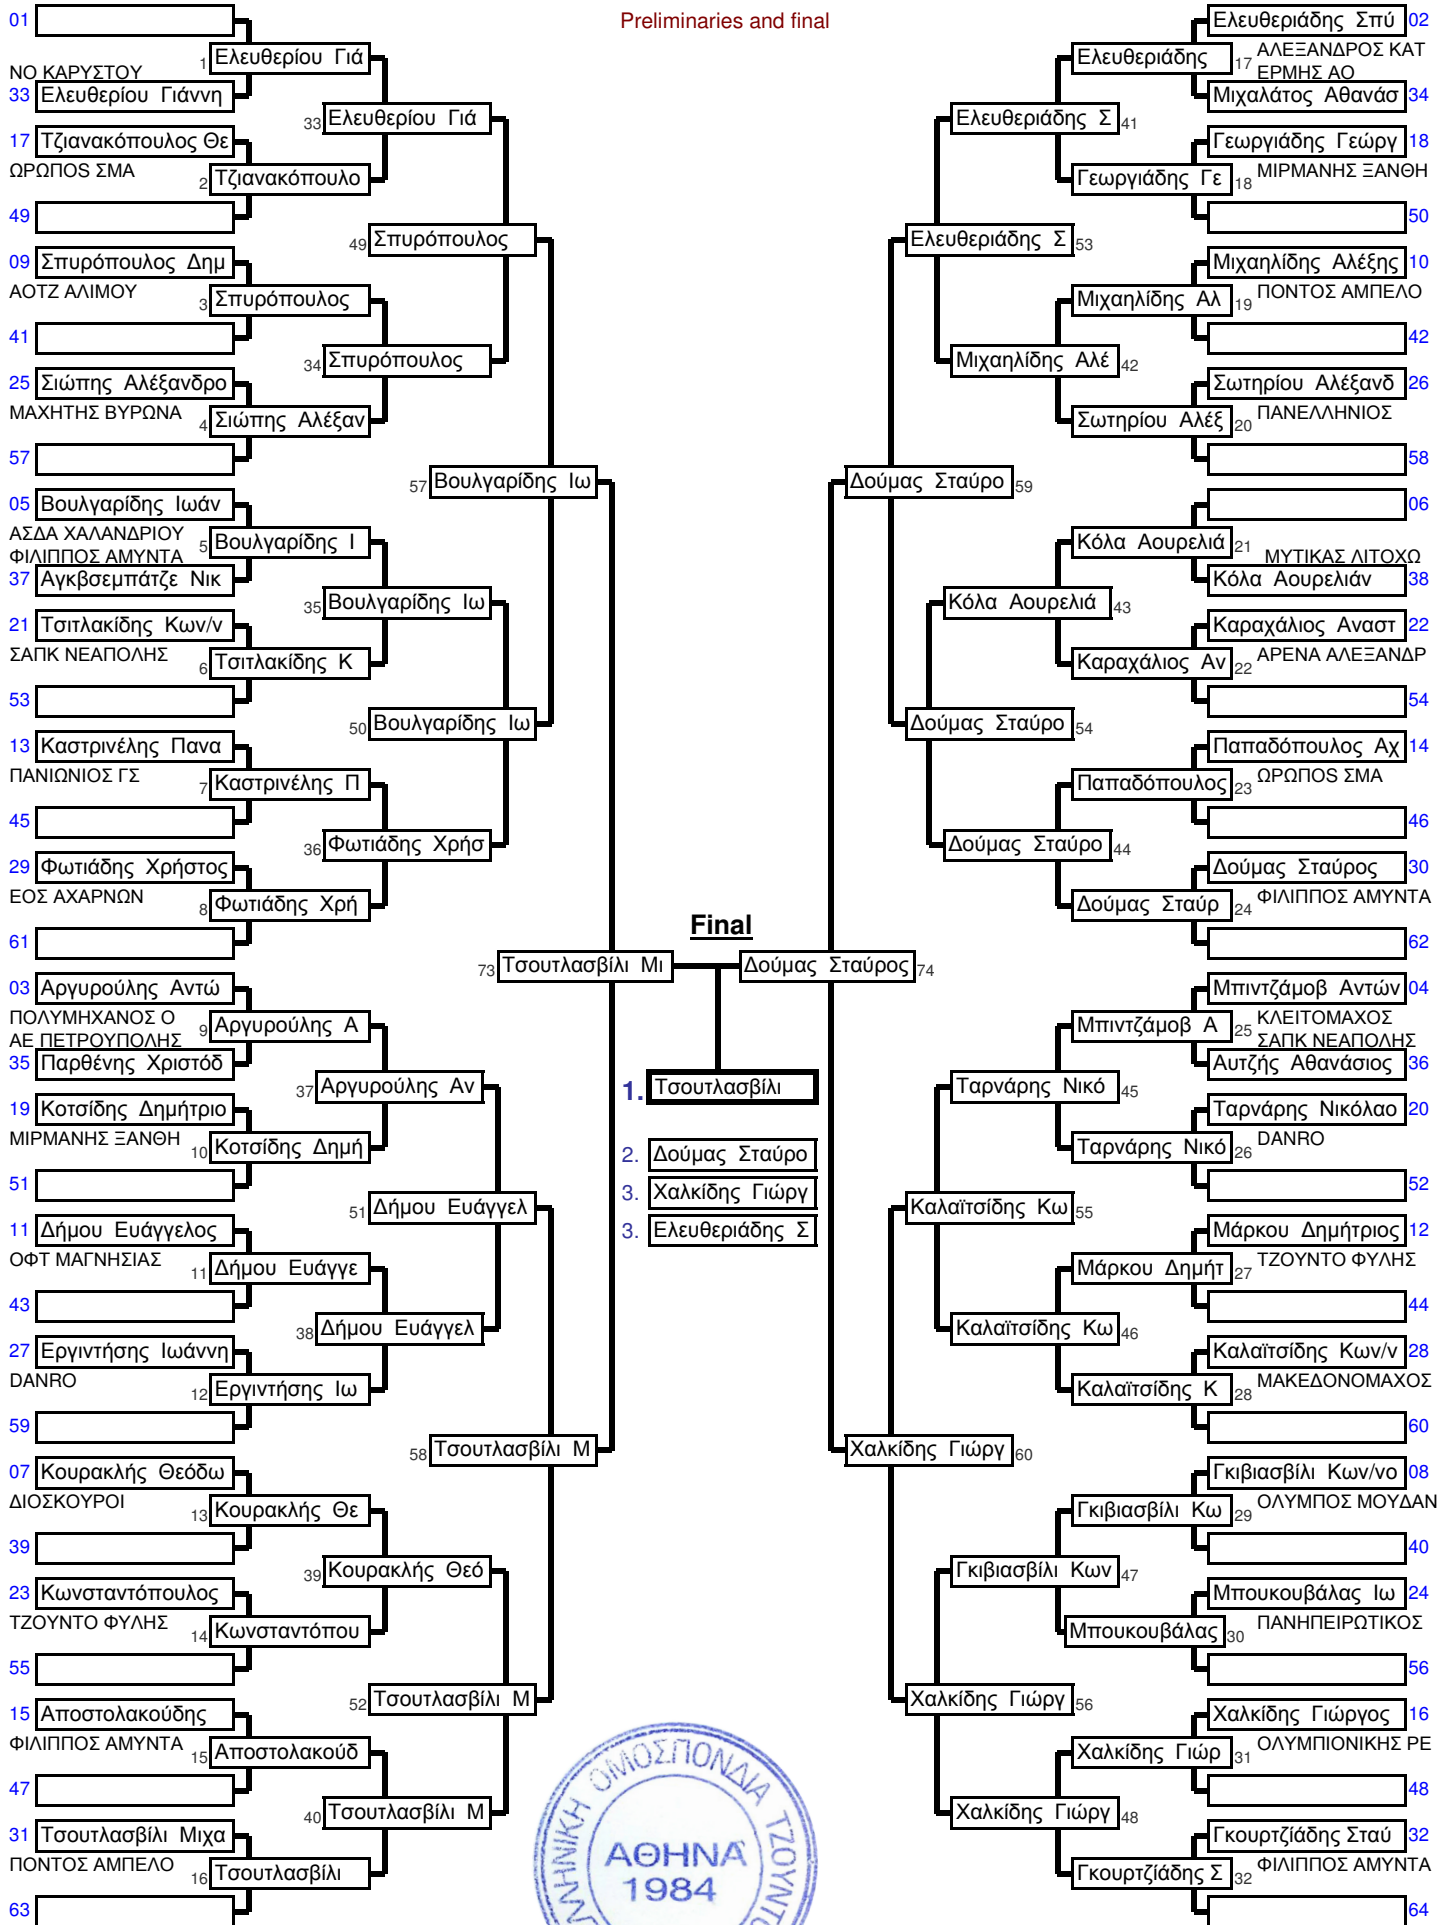 Preliminaries and final
01
1 Ελευθερίου Γιά
ΝΟ ΚΑΡΥΣΤΟΥ
33 Ελευθερίου Γιάννη
33 Ελευθερίου Γιά
17 Τζιανακόπουλος Θε
ΩΡΩΠΟS ΣΜΑ
2 Τζιανακόπουλο
49
49 Σπυρόπουλος
09 Σπυρόπουλος Δημ
ΑΟΤΖ ΑΛΙΜΟΥ
3 Σπυρόπουλος
41
34 Σπυρόπουλος
25 Σιώπης Αλέξανδρο
ΜΑΧΗΤΗΣ ΒΥΡΩΝΑ
4 Σιώπης Αλέξαν
57
57 Βουλγαρίδης Ιω
05 Βουλγαρίδης Ιωάν
ΑΣΔΑ ΧΑΛΑΝΔΡΙΟΥ
5 Βουλγαρίδης Ι
ΦΙΛΙΠΠΟΣ ΑΜΥΝΤΑ
37 Αγκβσεμπάτζε Νικ
35 Βουλγαρίδης Ιω
21 Τσιτλακίδης Κων/ν
ΣΑΠΚ ΝΕΑΠΟΛΗΣ
6 Τσιτλακίδης Κ
53
50 Βουλγαρίδης Ιω
13 Καστρινέλης Πανα
ΠΑΝΙΩΝΙΟΣ ΓΣ
7 Καστρινέλης Π
45
36 Φωτιάδης Χρήσ
29 Φωτιάδης Χρήστος
ΕΟΣ ΑΧΑΡΝΩΝ
8 Φωτιάδης Χρή
61
73 Τσουτλασβίλι Μι
03 Αργυρούλης Αντώ
ΠΟΛΥΜΗΧΑΝΟΣ Ο
9 Αργυρούλης Α
ΑΕ ΠΕΤΡΟΥΠΟΛΗΣ
35 Παρθένης Χριστόδ
37 Αργυρούλης Αν
19 Κοτσίδης Δημήτριο
ΜΙΡΜΑΝΗΣ ΞΑΝΘΗ
10 Κοτσίδης Δημή
51
51 Δήμου Ευάγγελ
11 Δήμου Ευάγγελος
ΟΦΤ ΜΑΓΝΗΣΙΑΣ
11 Δήμου Ευάγγε
43
38 Δήμου Ευάγγελ
27 Εργιντήσης Ιωάννη
DANRO
12 Εργιντήσης Ιω
59
58 Τσουτλασβίλι Μ
07 Κουρακλής Θεόδω
ΔΙΟΣΚΟΥΡΟΙ
13 Κουρακλής Θε
39
39 Κουρακλής Θεό
23 Κωνσταντόπουλος
ΤΖΟΥΝΤΟ ΦΥΛΗΣ
14 Κωνσταντόπου
55
52 Τσουτλασβίλι Μ
15 Αποστολακούδης
ΦΙΛΙΠΠΟΣ ΑΜΥΝΤΑ
15 Αποστολακούδ
47
40 Τσουτλασβίλι Μ
31 Τσουτλασβίλι Μιχα
ΠΟΝΤΟΣ ΑΜΠΕΛΟ
16 Τσουτλασβίλι
63
Final
1. Τσουτλασβίλι
2. Δούμας Σταύρο
3. Χαλκίδης Γιώργ
3. Ελευθεριάδης Σ
Ελευθεριάδης Σπύ 02
Ελευθεριάδης 17
ΑΛΕΞΑΝΔΡΟΣ ΚΑΤ
ΕΡΜΗΣ ΑΟ
Μιχαλάτος Αθανάσ 34
Ελευθεριάδης Σ 41
Γεωργιάδης Γεώργ 18
Γεωργιάδης Γε 18
ΜΙΡΜΑΝΗΣ ΞΑΝΘΗ
50
Ελευθεριάδης Σ 53
Μιχαηλίδης Αλέξης 10
Μιχαηλίδης Αλ 19
ΠΟΝΤΟΣ ΑΜΠΕΛΟ
42
Μιχαηλίδης Αλέ 42
Σωτηρίου Αλέξανδ 26
Σωτηρίου Αλέξ 20
ΠΑΝΕΛΛΗΝΙΟΣ
58
Δούμας Σταύρο 59
06
Κόλα Αουρελιά 21
ΜΥΤΙΚΑΣ ΛΙΤΟΧΩ
Κόλα Αουρελιάν 38
Κόλα Αουρελιά 43
Καραχάλιος Αναστ 22
Καραχάλιος Αν 22
ΑΡΕΝΑ ΑΛΕΞΑΝΔΡ
54
Δούμας Σταύρο 54
Παπαδόπουλος Αχ 14
Παπαδόπουλος 23
ΩΡΩΠΟS ΣΜΑ
46
Δούμας Σταύρο 44
Δούμας Σταύρος 30
Δούμας Σταύρ 24
ΦΙΛΙΠΠΟΣ ΑΜΥΝΤΑ
62
Δούμας Σταύρος 74
Μπιντζάμοβ Αντών 04
Μπιντζάμοβ Α 25
ΚΛΕΙΤΟΜΑΧΟΣ
ΣΑΠΚ ΝΕΑΠΟΛΗΣ
Αυτζής Αθανάσιος 36
Ταρνάρης Νικό 45
Ταρνάρης Νικόλαο 20
Ταρνάρης Νικό 26
DANRO
52
Καλαϊτσίδης Κω 55
Μάρκου Δημήτριος 12
Μάρκου Δημήτ 27
ΤΖΟΥΝΤΟ ΦΥΛΗΣ
44
Καλαϊτσίδης Κω 46
Καλαϊτσίδης Κων/ν 28
Καλαϊτσίδης Κ 28
ΜΑΚΕΔΟΝΟΜΑΧΟΣ
60
Χαλκίδης Γιώργ 60
Γκιβιασβίλι Κων/νο 08
Γκιβιασβίλι Κω 29
ΟΛΥΜΠΟΣ ΜΟΥΔΑΝ
40
Γκιβιασβίλι Κων 47
Μπουκουβάλας Ιω 24
Μπουκουβάλας 30
ΠΑΝΗΠΕΙΡΩΤΙΚΟΣ
56
Χαλκίδης Γιώργ 56
Χαλκίδης Γιώργος 16
Χαλκίδης Γιώρ 31
ΟΛΥΜΠΙΟΝΙΚΗΣ ΡΕ
48
Χαλκίδης Γιώργ 48
Γκουρτζίάδης Σταύ 32
Γκουρτζίάδης Σ 32
ΦΙΛΙΠΠΟΣ ΑΜΥΝΤΑ
64
ΟΜΟΣΠΟΝΔΙΑ ΤΖΟΥΝΤΟ
ΑΘΗΝΑ
1984